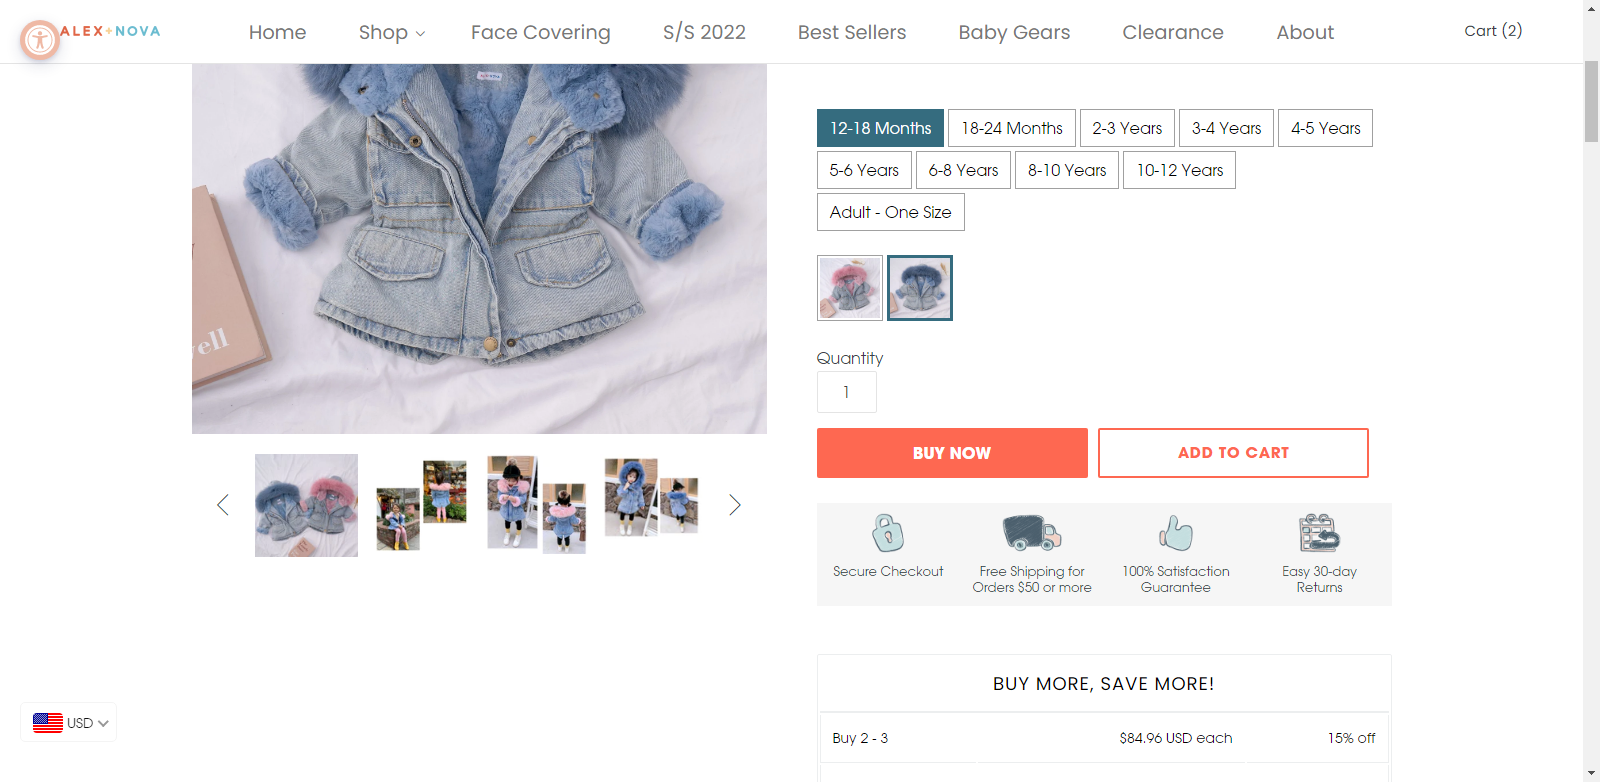 ALEX+NOVA
Home
Shop
Face Covering
S/S 2022
Best Sellers
Baby Gears
Clearance
About
Cart (2)
12-18 Months
18-24 Months
2-3 Years
3-4 Years
4-5 Years
5-6 Years
6-8 Years
8-10 Years
10-12 Years
Adult - One Size
Quantity
1
BUY NOW
ADD TO CART
Secure Checkout
Free Shipping for
Orders $50 or more
100% Satisfaction
Guarantee
Easy 30-day
Returns
BUY MORE, SAVE MORE!
Buy 2 - 3
$84.96 USD each
15% off
USD